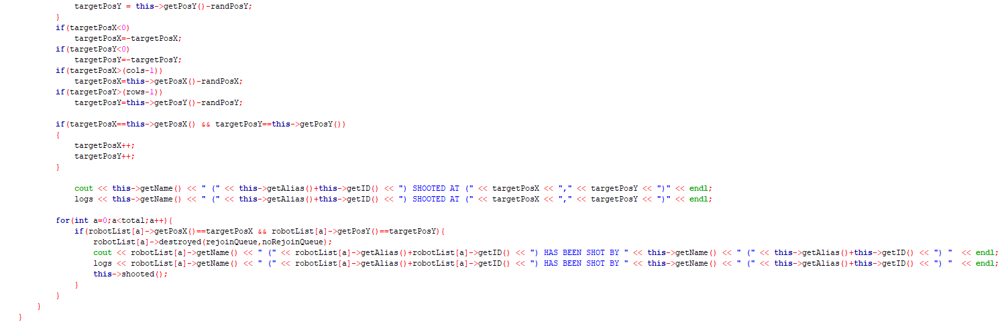 targetPosY = this->getPosY()-randPosY;
}
if(targetPosX<0)
targetPosX=-targetPosX;
if(targetPosY<0)
targetPosY=-targetPosY;
if(targetPosX>(cols-1))
targetPosX=this->getPosX()-randPosX;
if(targetPosY>(rows-1))
targetPosY=this->getPosY()-randPosY;
if(targetPosX==this->getPosX() && targetPosY==this->getPosY())
{
targetPosX++;
targetPosY++;
}
cout << this->getName() << " (" << this->getAlias()+this->getID() << ") SHOOTED AT (" << targetPosX << "," << targetPosY << ")" << endl;
logs << this->getName() << " (" << this->getAlias()+this->getID() << ") SHOOTED AT (" << targetPosX << "," << targetPosY << ")" << endl;
for(int a=0;a<total;a++){
if(robotList[a]->getPosX()==targetPosX && robotList[a]->getPosY()==targetPosY){
robotList[a]->destroyed(rejoinQueue,noRejoinQueue);
cout << robotList[a]->getName() << " (" << robotList[a]->getAlias()+robotList[a]->getID() << ") HAS BEEN SHOT BY " << this->getName() << " (" << this->getAlias()+this->getID() << ") "  << endl;
logs << robotList[a]->getName() << " (" << robotList[a]->getAlias()+robotList[a]->getID() << ") HAS BEEN SHOT BY " << this->getName() << " (" << this->getAlias()+this->getID() << ") "  << endl;
this->shooted();
}
}
}
}